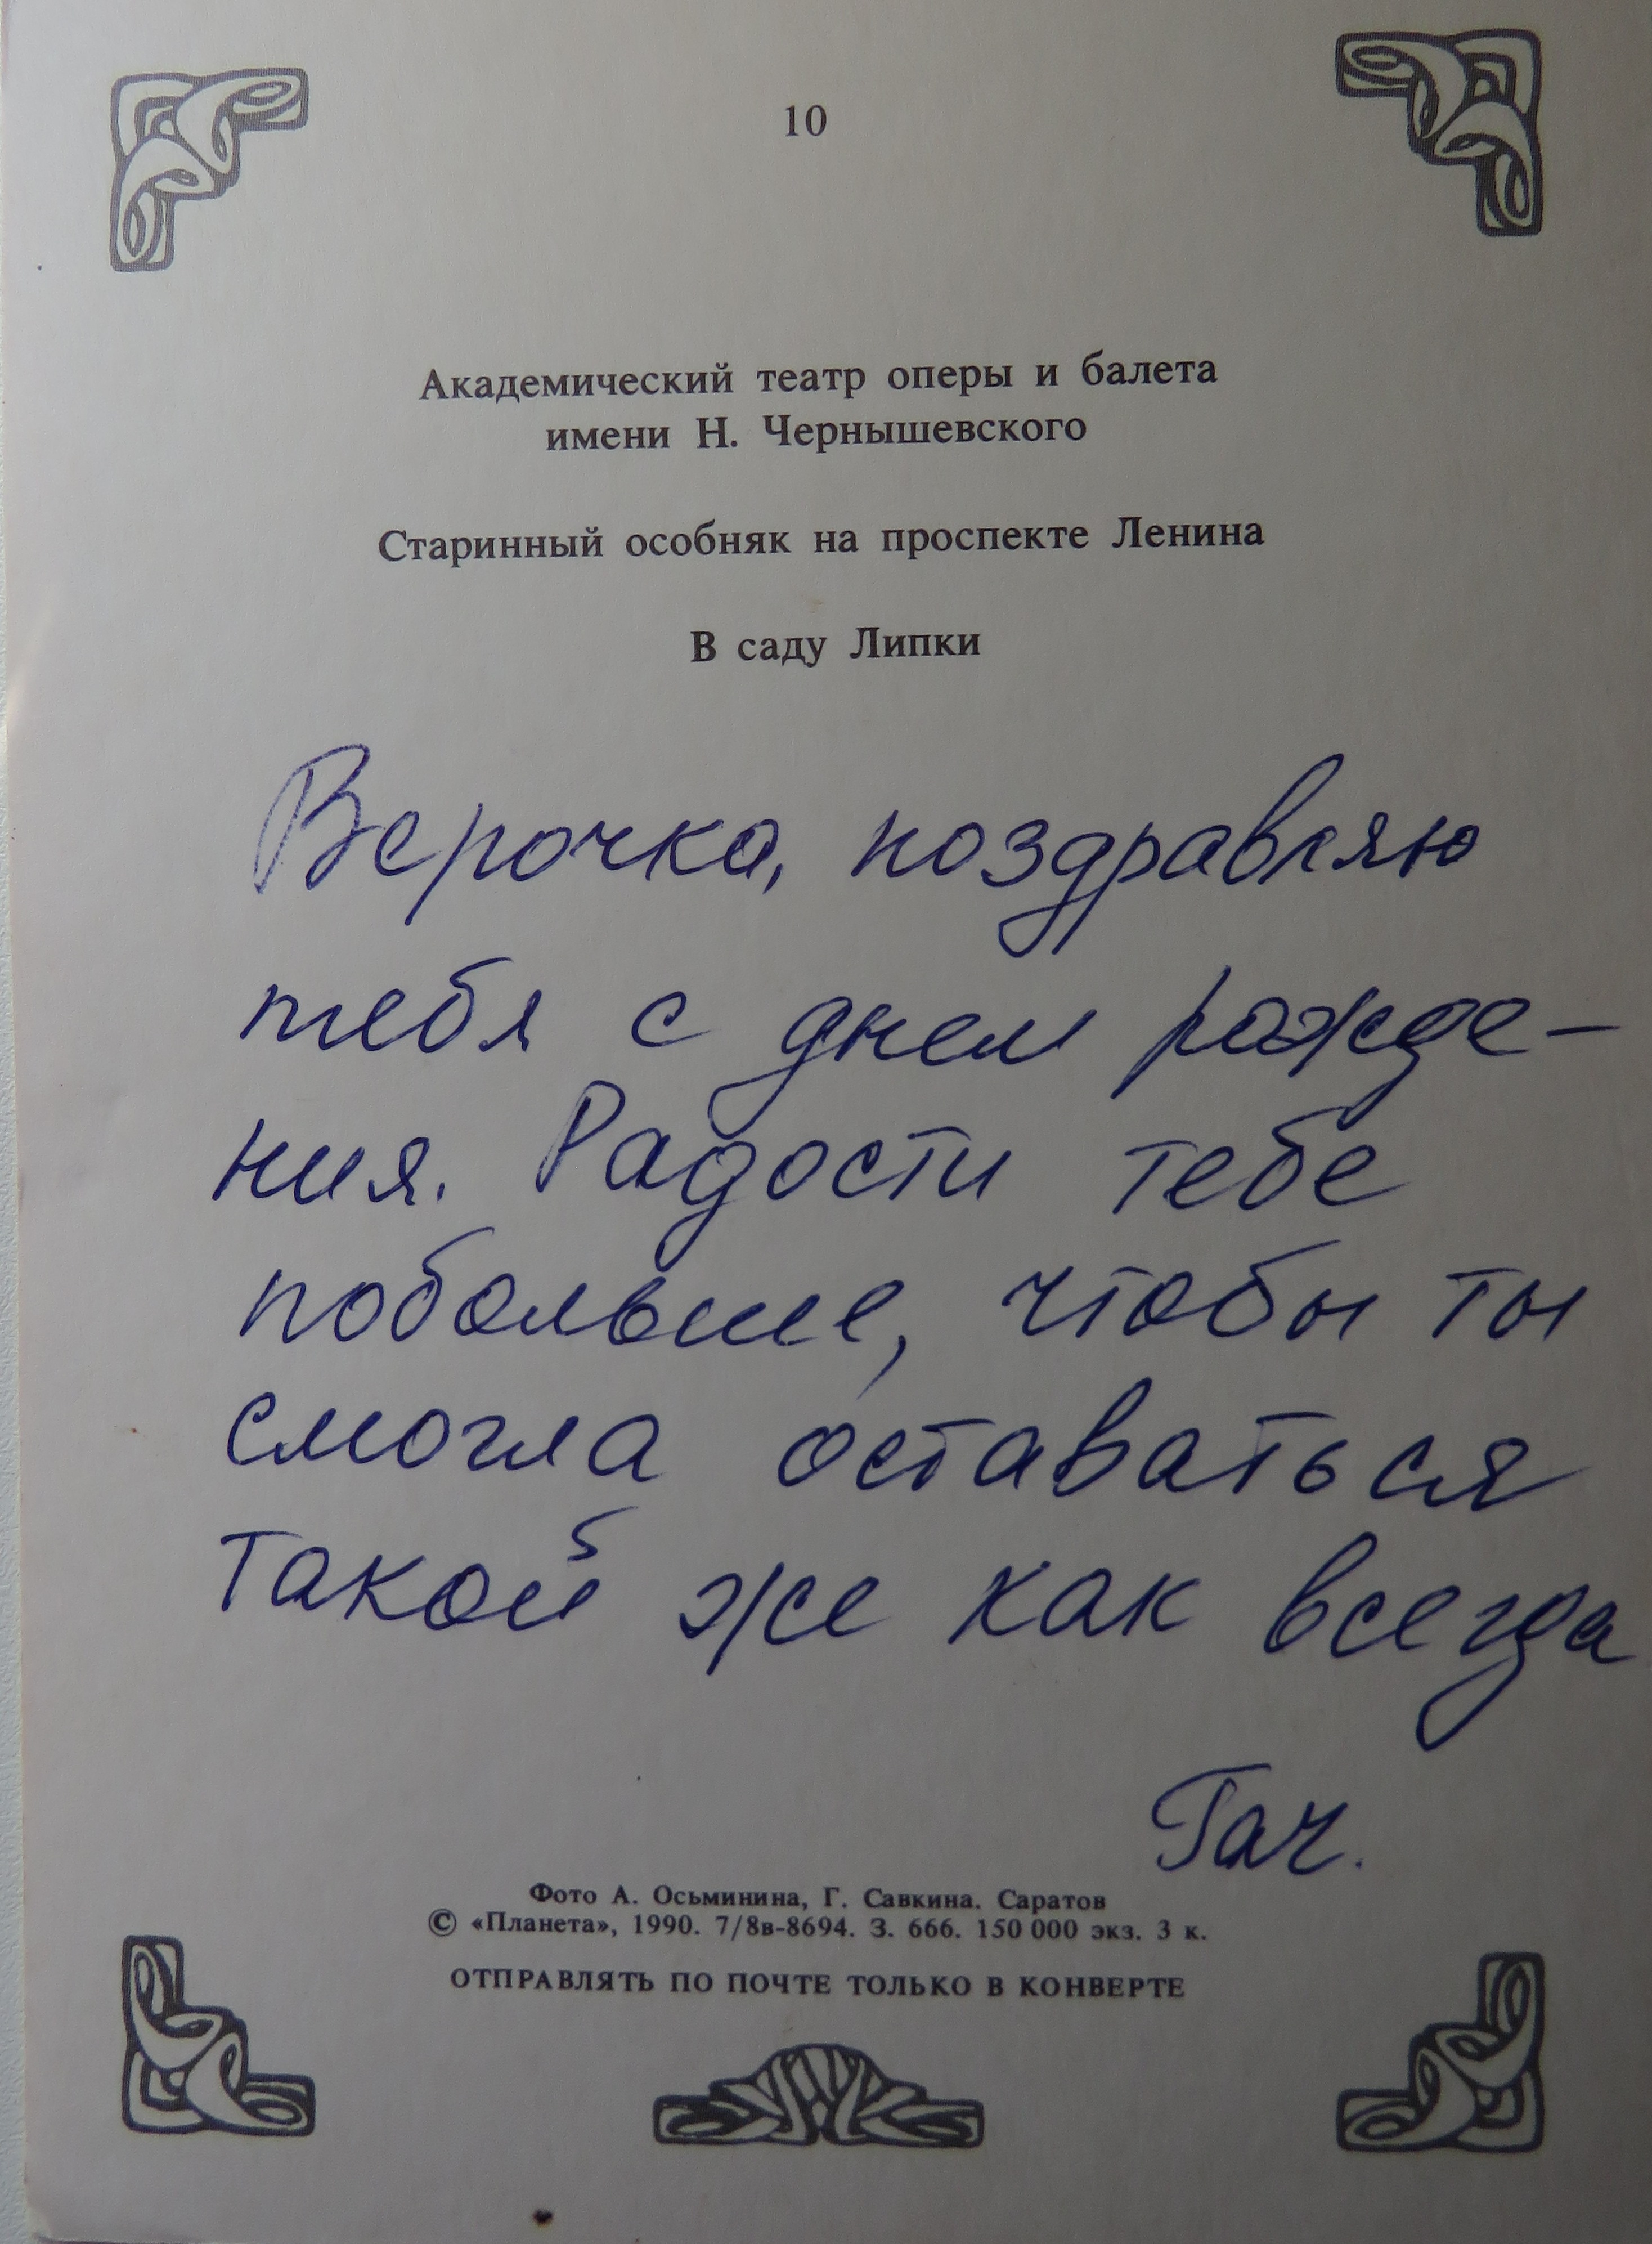 10
Академический театр оперы и балета
имени Н. Чернышевского
Старинный особняк на проспекте Ленина
В саду Липки
Верочка, поздравляю
тебя с днем рожде-
ния. Радости тебе
побольше, чтобы ты
смогла оставаться
такой же как всегда
Гач.
Фото А. Осьминина, Г. Савкина. Саратов
© «Планета», 1990. 7/8в-8694. З. 666. 150 000 экз. 3 к.
ОТПРАВЛЯТЬ ПО ПОЧТЕ ТОЛЬКО В КОНВЕРТЕ